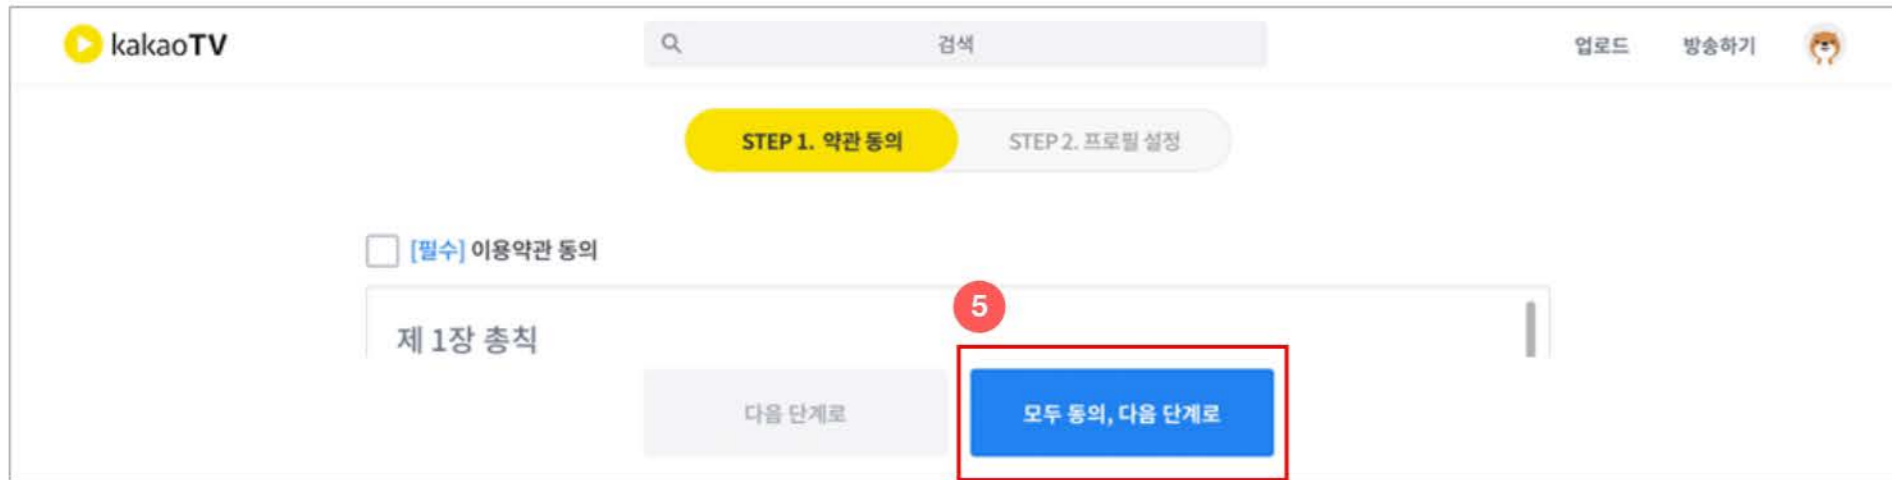 kakaoTV 검색 업로드 방송하기
STEP 1. 약관 동의 STEP 2. 프로필 설정
[필수] 이용약관 동의
5
제 1장 총칙
다음 단계로 모두 동의, 다음 단계로